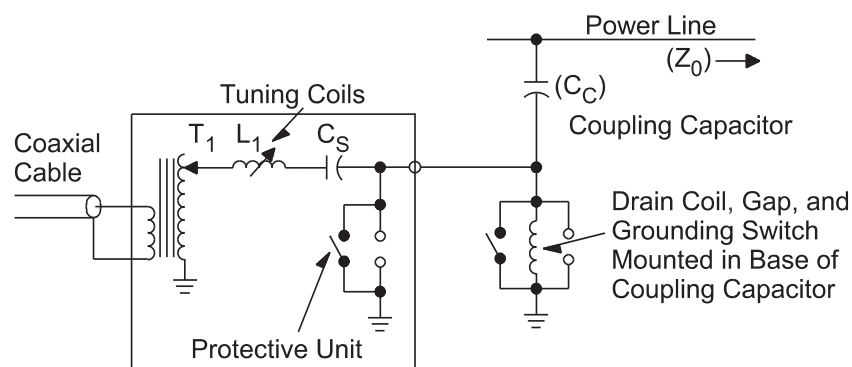 Power Line
(Z0)
(CC)
Coupling Capacitor
Tuning Coils
Coaxial
Cable
T1
L1
CS
Drain Coil, Gap, and
Grounding Switch
Mounted in Base of
Coupling Capacitor
Protective Unit